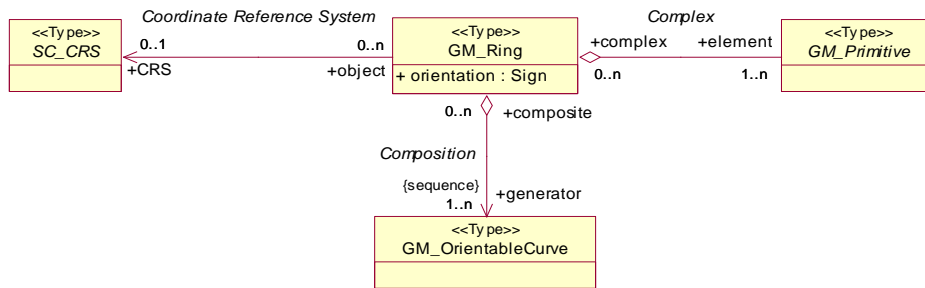 Coordinate Reference System
Complex
<<Type>>
SC_CRS
0..1
+CRS
0..n
+object
<<Type>>
GM_Ring
+ orientation : Sign
+complex
0..n
+element
1..n
<<Type>>
GM_Primitive
0..n
+composite
Composition
{sequence}
1..n
+generator
<<Type>>
GM_OrientableCurve